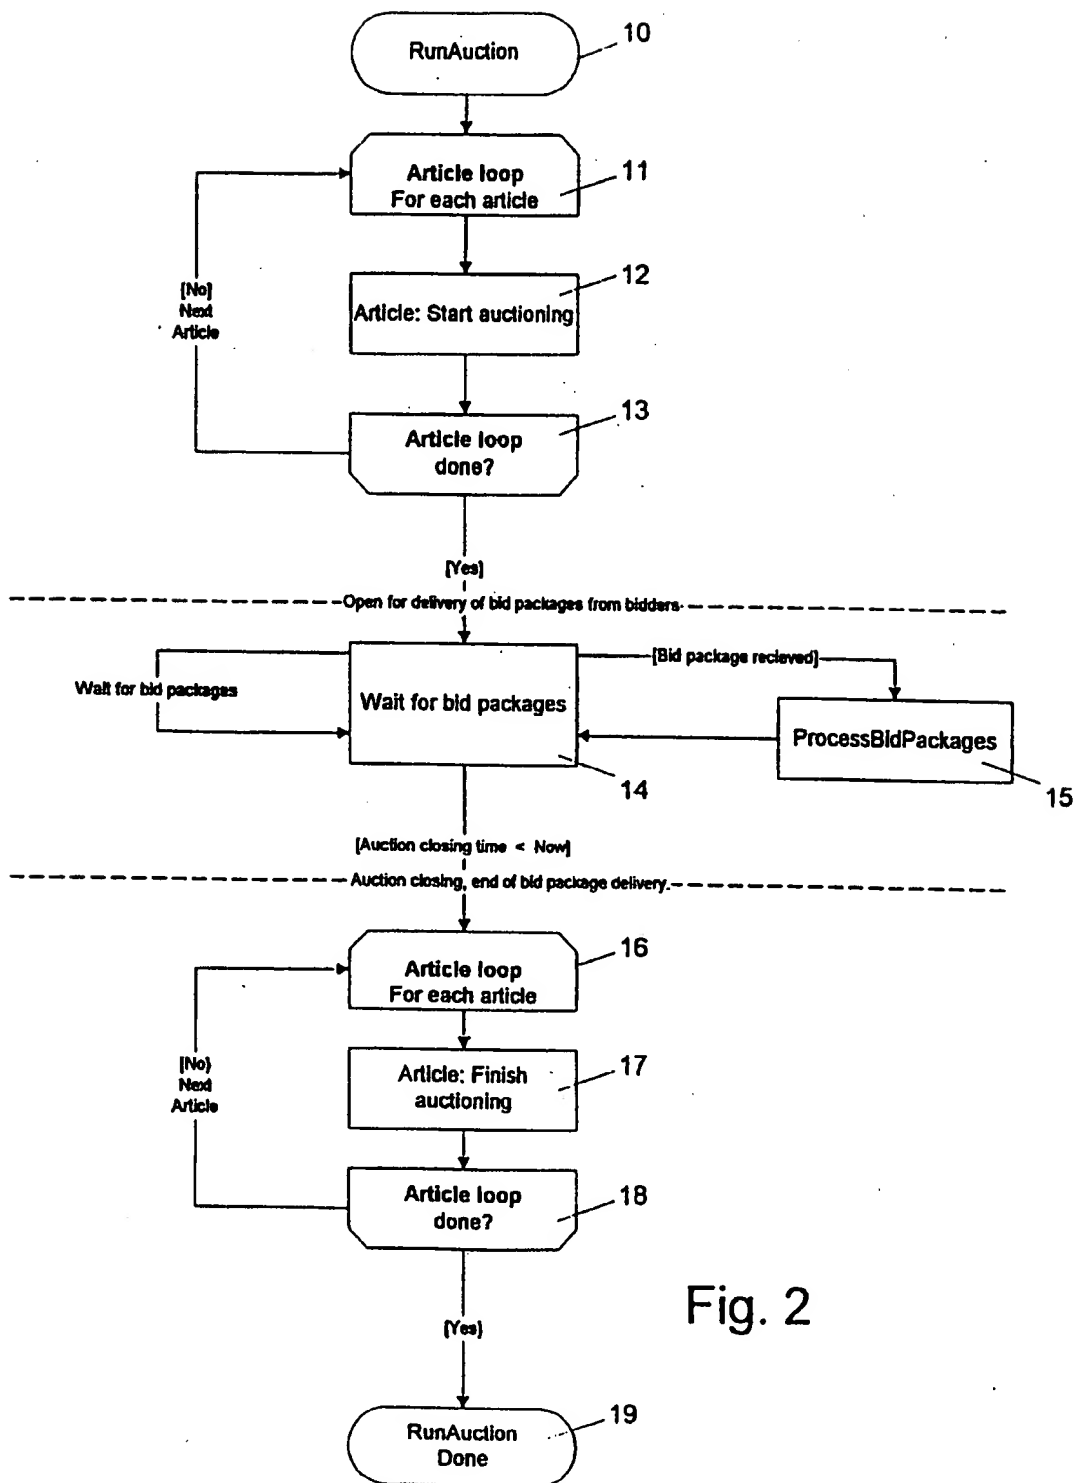 RunAuction
10
Article loop
For each article
11
12
Article: Start auctioning
[No]
Next
Article
13
Article loop
done?
[Yes]
Open for delivery of bid packages from bidders
Wait for bid packages
Wait for bid packages
14
[Bid package recieved]
ProcessBidPackages
15
[Auction closing time < Now]
Auction closing, end of bid package delivery.
16
Article loop
For each article
17
Article: Finish
auctioning
[No]
Next
Article
Article loop
done?
18
[Yes]
Fig. 2
19
RunAuction
Done